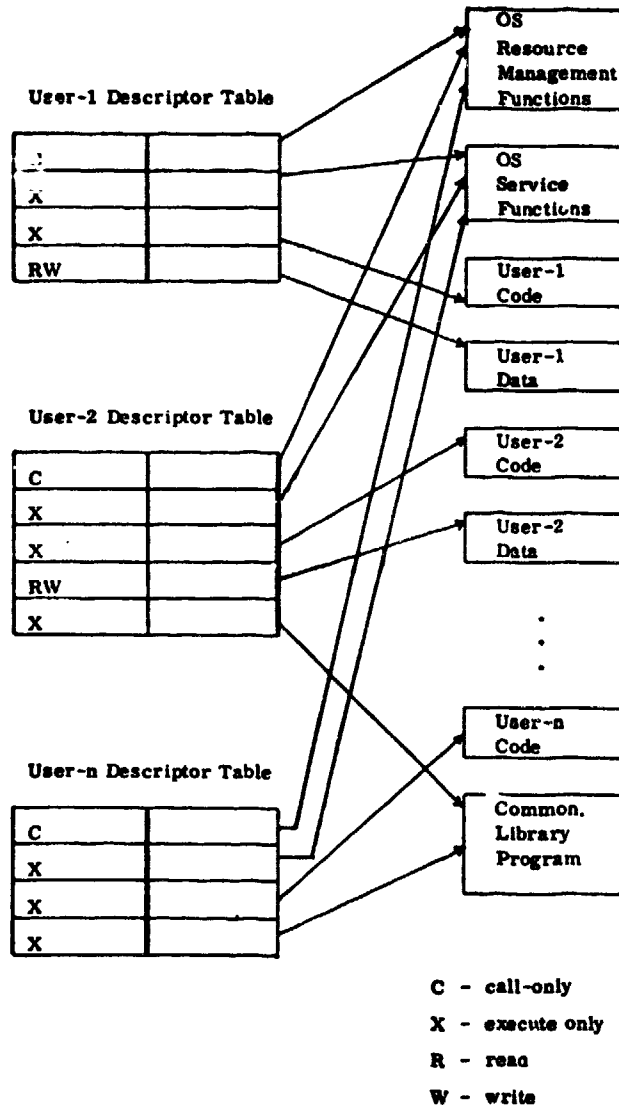 OS
Resource
Management
Functions
User-1 Descriptor Table
X
X
RW
OS
Service
Functions
User-1
Code
User-1
Data
User-2 Descriptor Table
C
X
X
RW
X
User-2
Code
User-2
Data
User-n Descriptor Table
C
X
X
X
User-n
Code
Common.
Library
Program
C - call-only
X - execute only
R - read
W - write